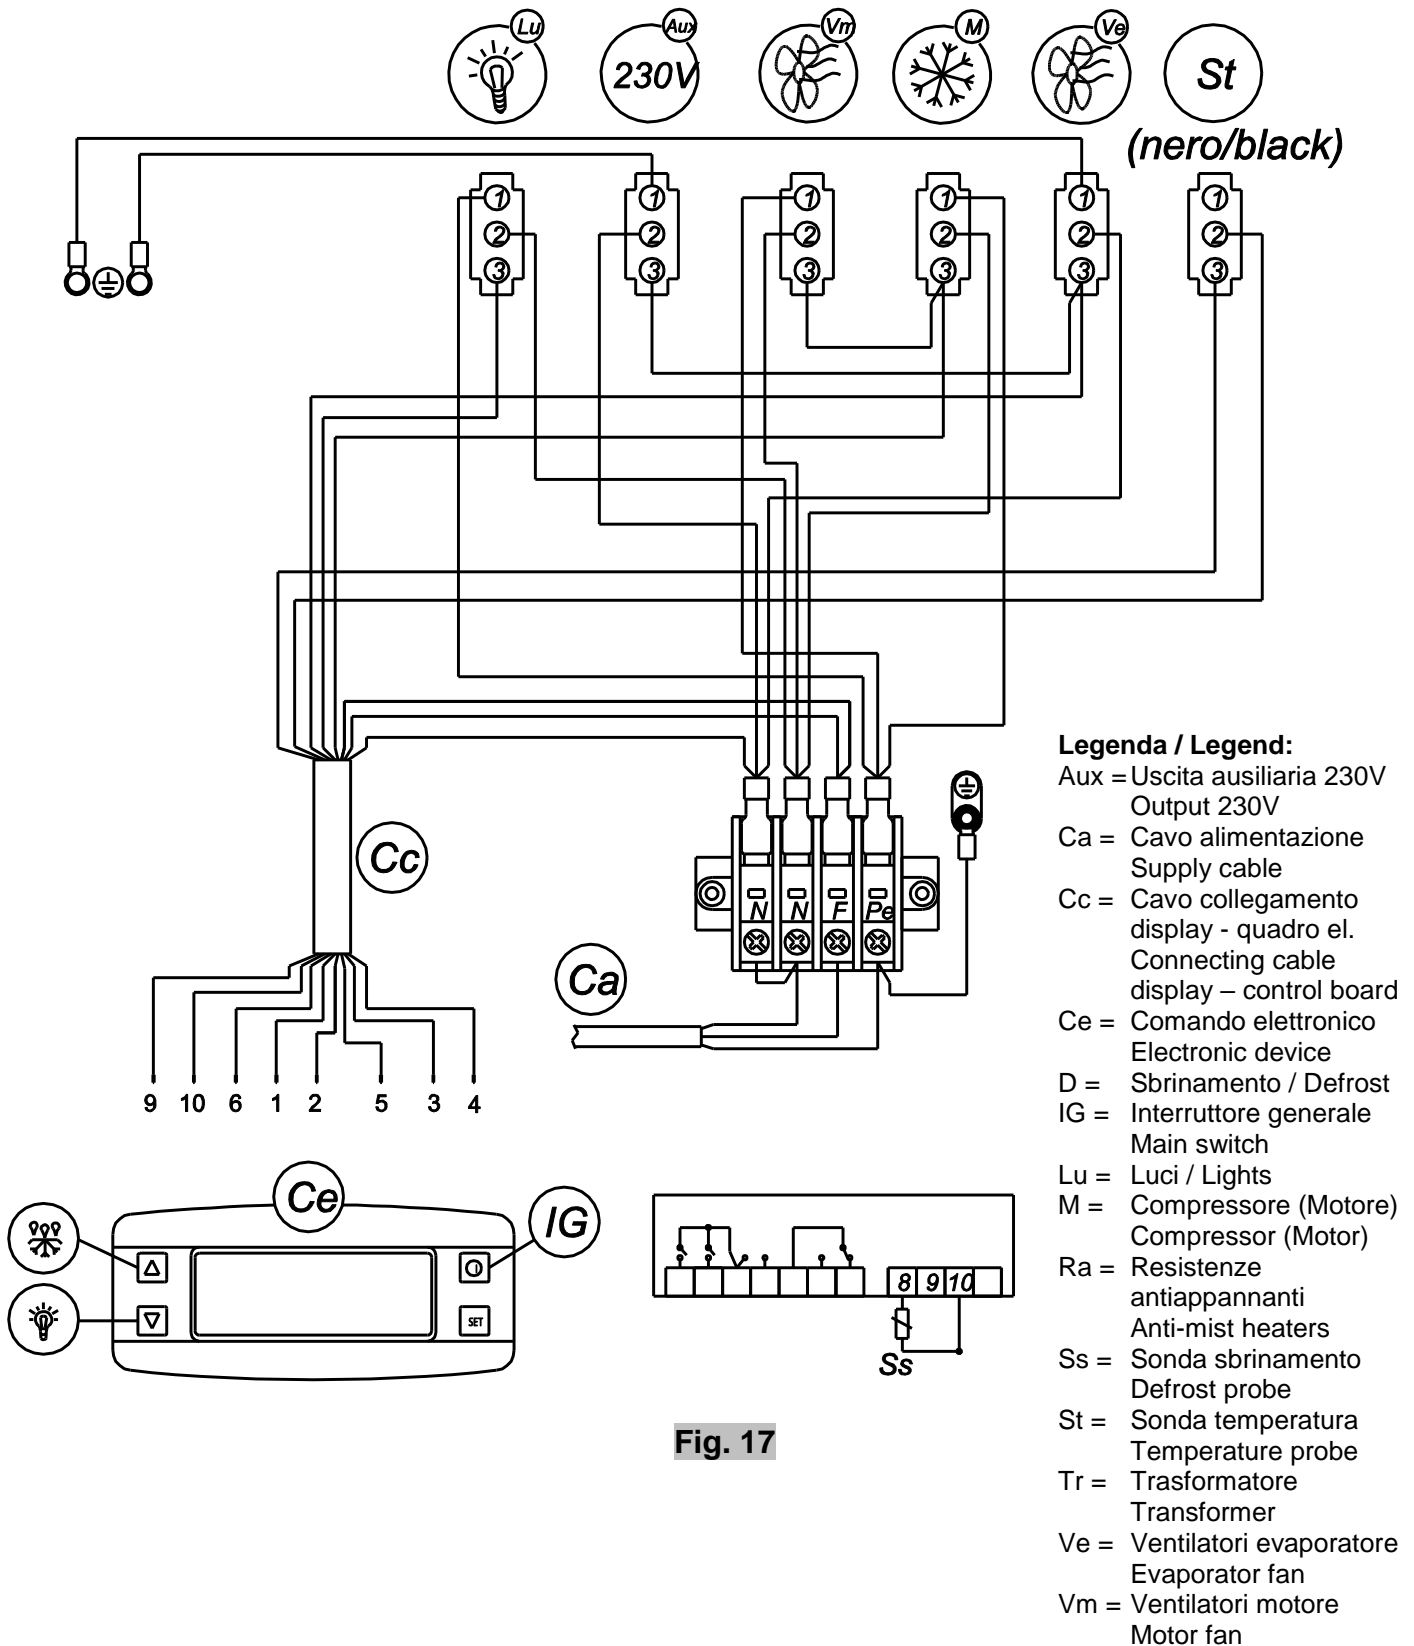 Lu Aux Vm M Ve
230V St
(nero/black)
1 1 1 1 1 1
2 2 2 2 2 2
3 3 3 3 3 3
Cc
N N F Pe
Ca
9 10 6 1 2 5 3 4
Ce
IG
SET
8 9 10
Ss
Fig. 17
Legenda / Legend:
Aux = Uscita ausiliaria 230V
Output 230V
Ca = Cavo alimentazione
Supply cable
Cc = Cavo collegamento
display - quadro el.
Connecting cable
display – control board
Ce = Comando elettronico
Electronic device
D = Sbrinamento / Defrost
IG = Interruttore generale
Main switch
Lu = Luci / Lights
M = Compressore (Motore)
Compressor (Motor)
Ra = Resistenze
antiappannanti
Anti-mist heaters
Ss = Sonda sbrinamento
Defrost probe
St = Sonda temperatura
Temperature probe
Tr = Trasformatore
Transformer
Ve = Ventilatori evaporatore
Evaporator fan
Vm = Ventilatori motore
Motor fan